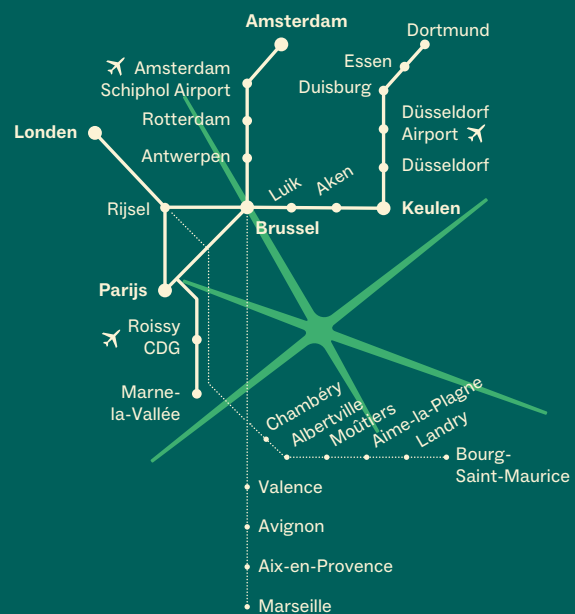 Amsterdam
Dortmund
Essen
Amsterdam
Schiphol Airport
Duisburg
Rotterdam
Düsseldorf
Airport
Londen
Antwerpen
Düsseldorf
Luik
Aken
Rijsel
Brussel
Keulen
Parijs
Roissy
CDG
Marne-
la-Vallée
Chambéry
Albertville
Moûtiers
Aime-la-Plagne
Landry
Bourg-
Saint-Maurice
Valence
Avignon
Aix-en-Provence
Marseille